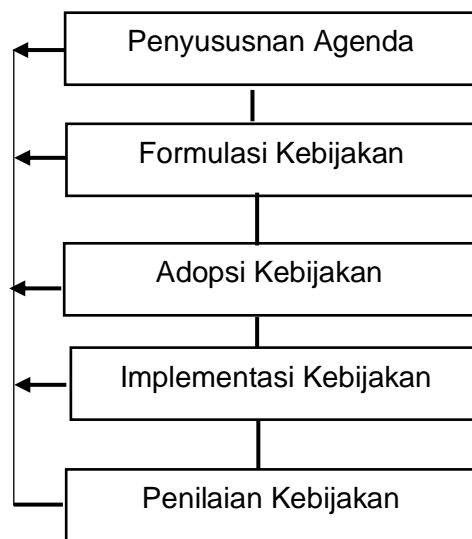 Penyususnan Agenda
Formulasi Kebijakan
Adopsi Kebijakan
Implementasi Kebijakan
Penilaian Kebijakan